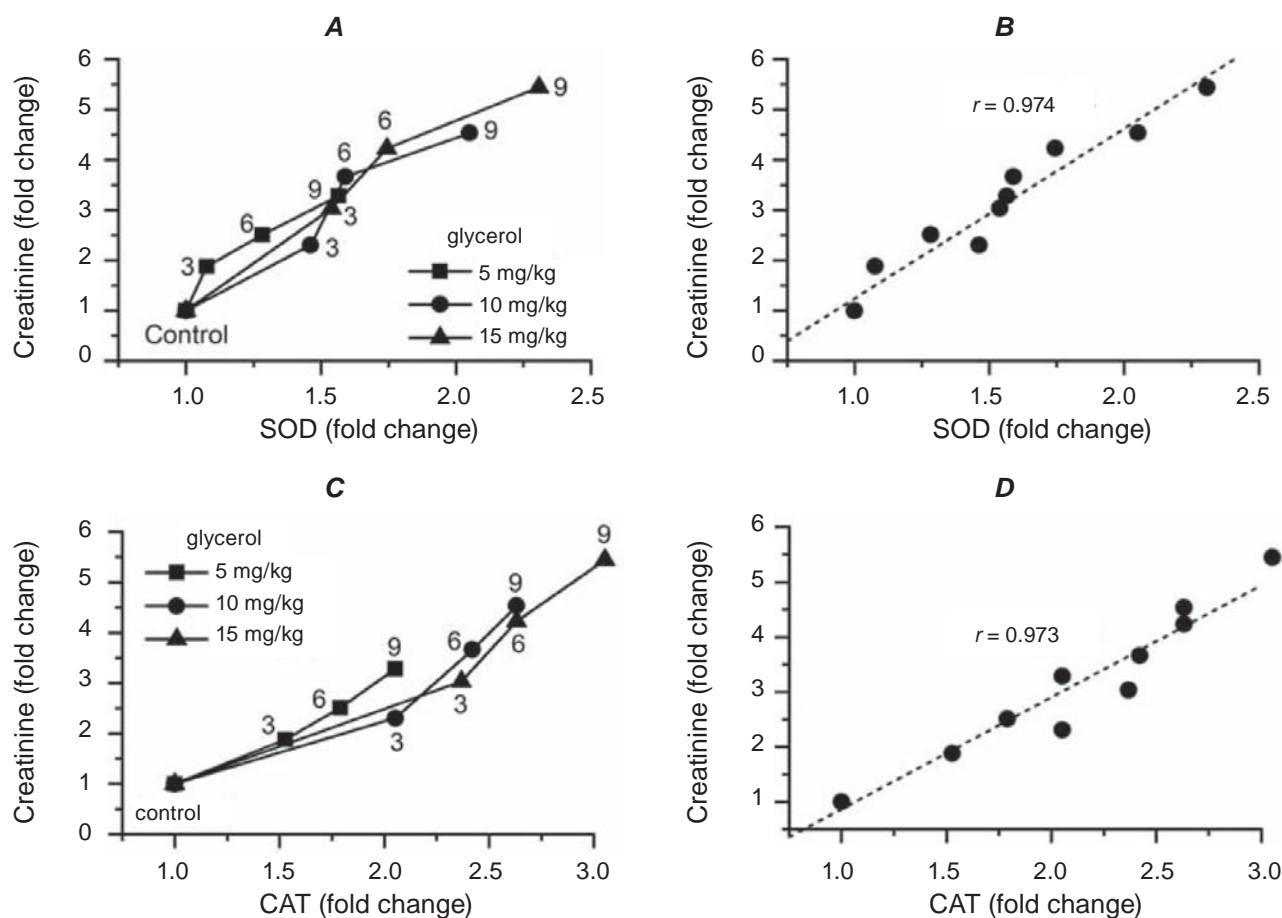 A
Creatinine (fold change)
6
5
4
3
2
1
0
3
6
9
3
6
9
3
6
9
Control
glycerol
5 mg/kg
10 mg/kg
15 mg/kg
1.0 1.5 2.0 2.5
SOD (fold change)
B
Creatinine (fold change)
6
5
4
3
2
1
0
r = 0.974
1.0 1.5 2.0 2.5
SOD (fold change)
C
Creatinine (fold change)
6
5
4
3
2
1
0
glycerol
5 mg/kg
10 mg/kg
15 mg/kg
3
6
9
3
6
9
3
6
9
control
1.0 1.5 2.0 2.5 3.0
CAT (fold change)
D
Creatinine (fold change)
6
5
4
3
2
1
r = 0.973
1.0 1.5 2.0 2.5 3.0
CAT (fold change)